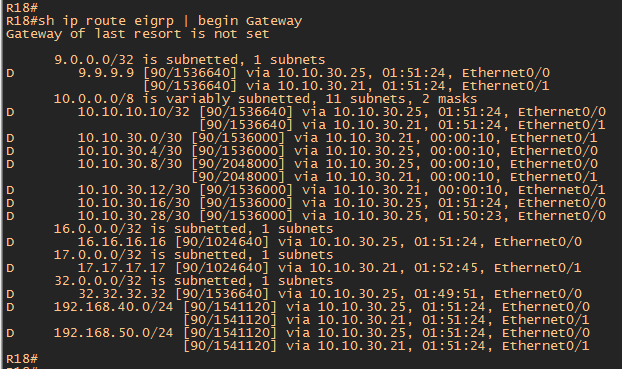 R18#
R18#sh ip route eigrp | begin Gateway
Gateway of last resort is not set
9.0.0.0/32 is subnetted, 1 subnets
D 9.9.9.9 [90/1536640] via 10.10.30.25, 01:51:24, Ethernet0/0
[90/1536640] via 10.10.30.21, 01:51:24, Ethernet0/1
10.0.0.0/8 is variably subnetted, 11 subnets, 2 masks
D 10.10.10.10/32 [90/1536640] via 10.10.30.25, 01:51:24, Ethernet0/0
[90/1536640] via 10.10.30.21, 01:51:24, Ethernet0/1
D 10.10.30.0/30 [90/1536000] via 10.10.30.21, 00:00:10, Ethernet0/1
D 10.10.30.4/30 [90/1536000] via 10.10.30.25, 00:00:10, Ethernet0/0
D 10.10.30.8/30 [90/2048000] via 10.10.30.25, 00:00:10, Ethernet0/0
[90/2048000] via 10.10.30.21, 00:00:10, Ethernet0/1
D 10.10.30.12/30 [90/1536000] via 10.10.30.21, 00:00:10, Ethernet0/1
D 10.10.30.16/30 [90/1536000] via 10.10.30.25, 01:51:24, Ethernet0/0
D 10.10.30.28/30 [90/1536000] via 10.10.30.25, 01:50:23, Ethernet0/0
16.0.0.0/32 is subnetted, 1 subnets
D 16.16.16.16 [90/1024640] via 10.10.30.25, 01:51:24, Ethernet0/0
17.0.0.0/32 is subnetted, 1 subnets
D 17.17.17.17 [90/1024640] via 10.10.30.21, 01:52:45, Ethernet0/1
32.0.0.0/32 is subnetted, 1 subnets
D 32.32.32.32 [90/1536640] via 10.10.30.25, 01:49:51, Ethernet0/0
D 192.168.40.0/24 [90/1541120] via 10.10.30.25, 01:51:24, Ethernet0/0
[90/1541120] via 10.10.30.21, 01:51:24, Ethernet0/1
D 192.168.50.0/24 [90/1541120] via 10.10.30.25, 01:51:24, Ethernet0/0
[90/1541120] via 10.10.30.21, 01:51:24, Ethernet0/1
R18#